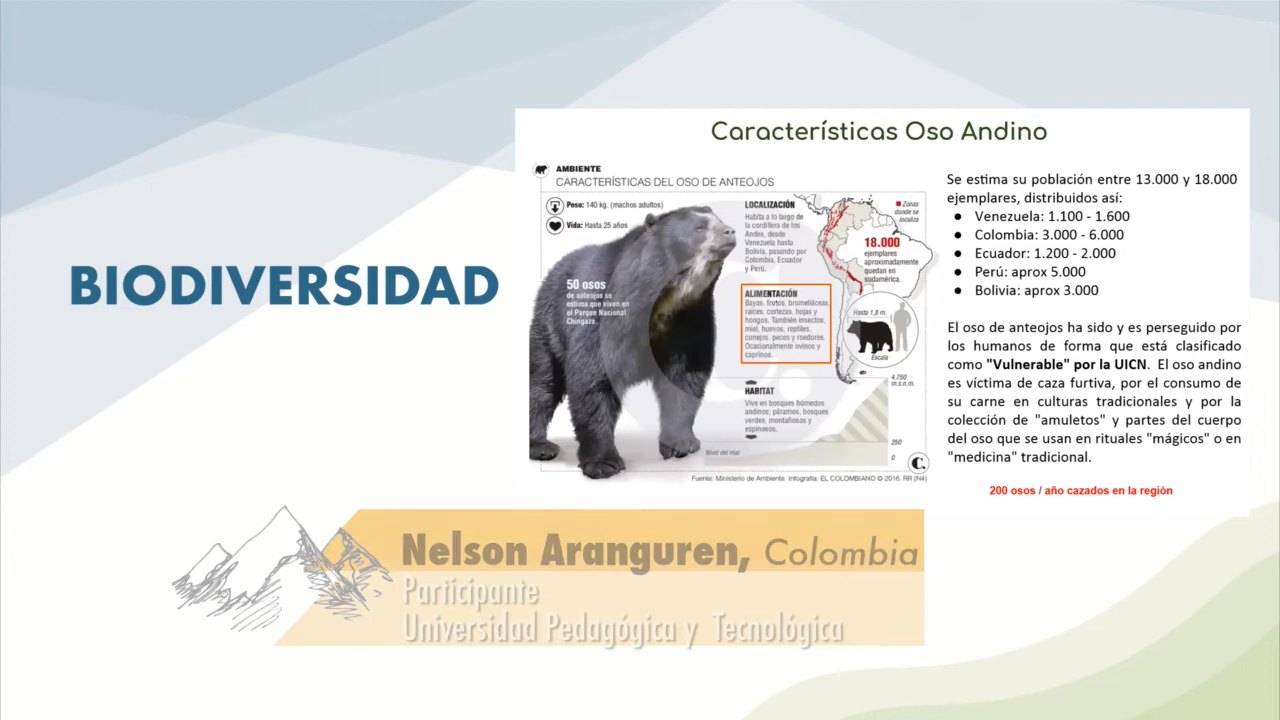 BIODIVERSIDAD
Características Oso Andino
AMBIENTE
CARACTERÍSTICAS DEL OSO DE ANTEOJOS
Peso: 140 kg. (machos adultos)
Vida: Hasta 25 años
50 osos
de anteojos se
estima que viven en
el Parque Nacional
Chingaza.
LOCALIZACIÓN
Habita a lo largo de
la cordillera de los
Andes, desde
Venezuela hasta
Bolivia, pasando por
Colombia, Ecuador
y Perú.
Zonas
donde se
localiza
18.000
ejemplares
aproximadamente
quedan en
sudamérica.
ALIMENTACIÓN
Bayas, frutos, bromeliáceas,
raíces, cortezas, hojas y
hongos. También insectos,
miel, huevos, reptiles,
conejos, peces y roedores.
Ocasionalmente ovinos y
caprinos.
Hasta 1,8 m.
Escala
HABITAT
Vive en bosques húmedos
andinos; páramos, bosques
verdes, montañosos y
espinosos.
4.750
m.s.n.m.
250
0
Nivel del mar
C.
Fuente: Ministerio de Ambiente. Infografía: EL COLOMBIANO © 2016. RR (N4)
Se estima su población entre 13.000 y 18.000
ejemplares, distribuidos así:
● Venezuela: 1.100 - 1.600
● Colombia: 3.000 - 6.000
● Ecuador: 1.200 - 2.000
● Perú: aprox 5.000
● Bolivia: aprox 3.000
El oso de anteojos ha sido y es perseguido por
los humanos de forma que está clasificado
como "Vulnerable" por la UICN. El oso andino
es víctima de caza furtiva, por el consumo de
su carne en culturas tradicionales y por la
colección de "amuletos" y partes del cuerpo
del oso que se usan en rituales "mágicos" o en
"medicina" tradicional.
200 osos / año cazados en la región
Nelson Aranguren, Colombia
Participante
Universidad Pedagógica y Tecnológica